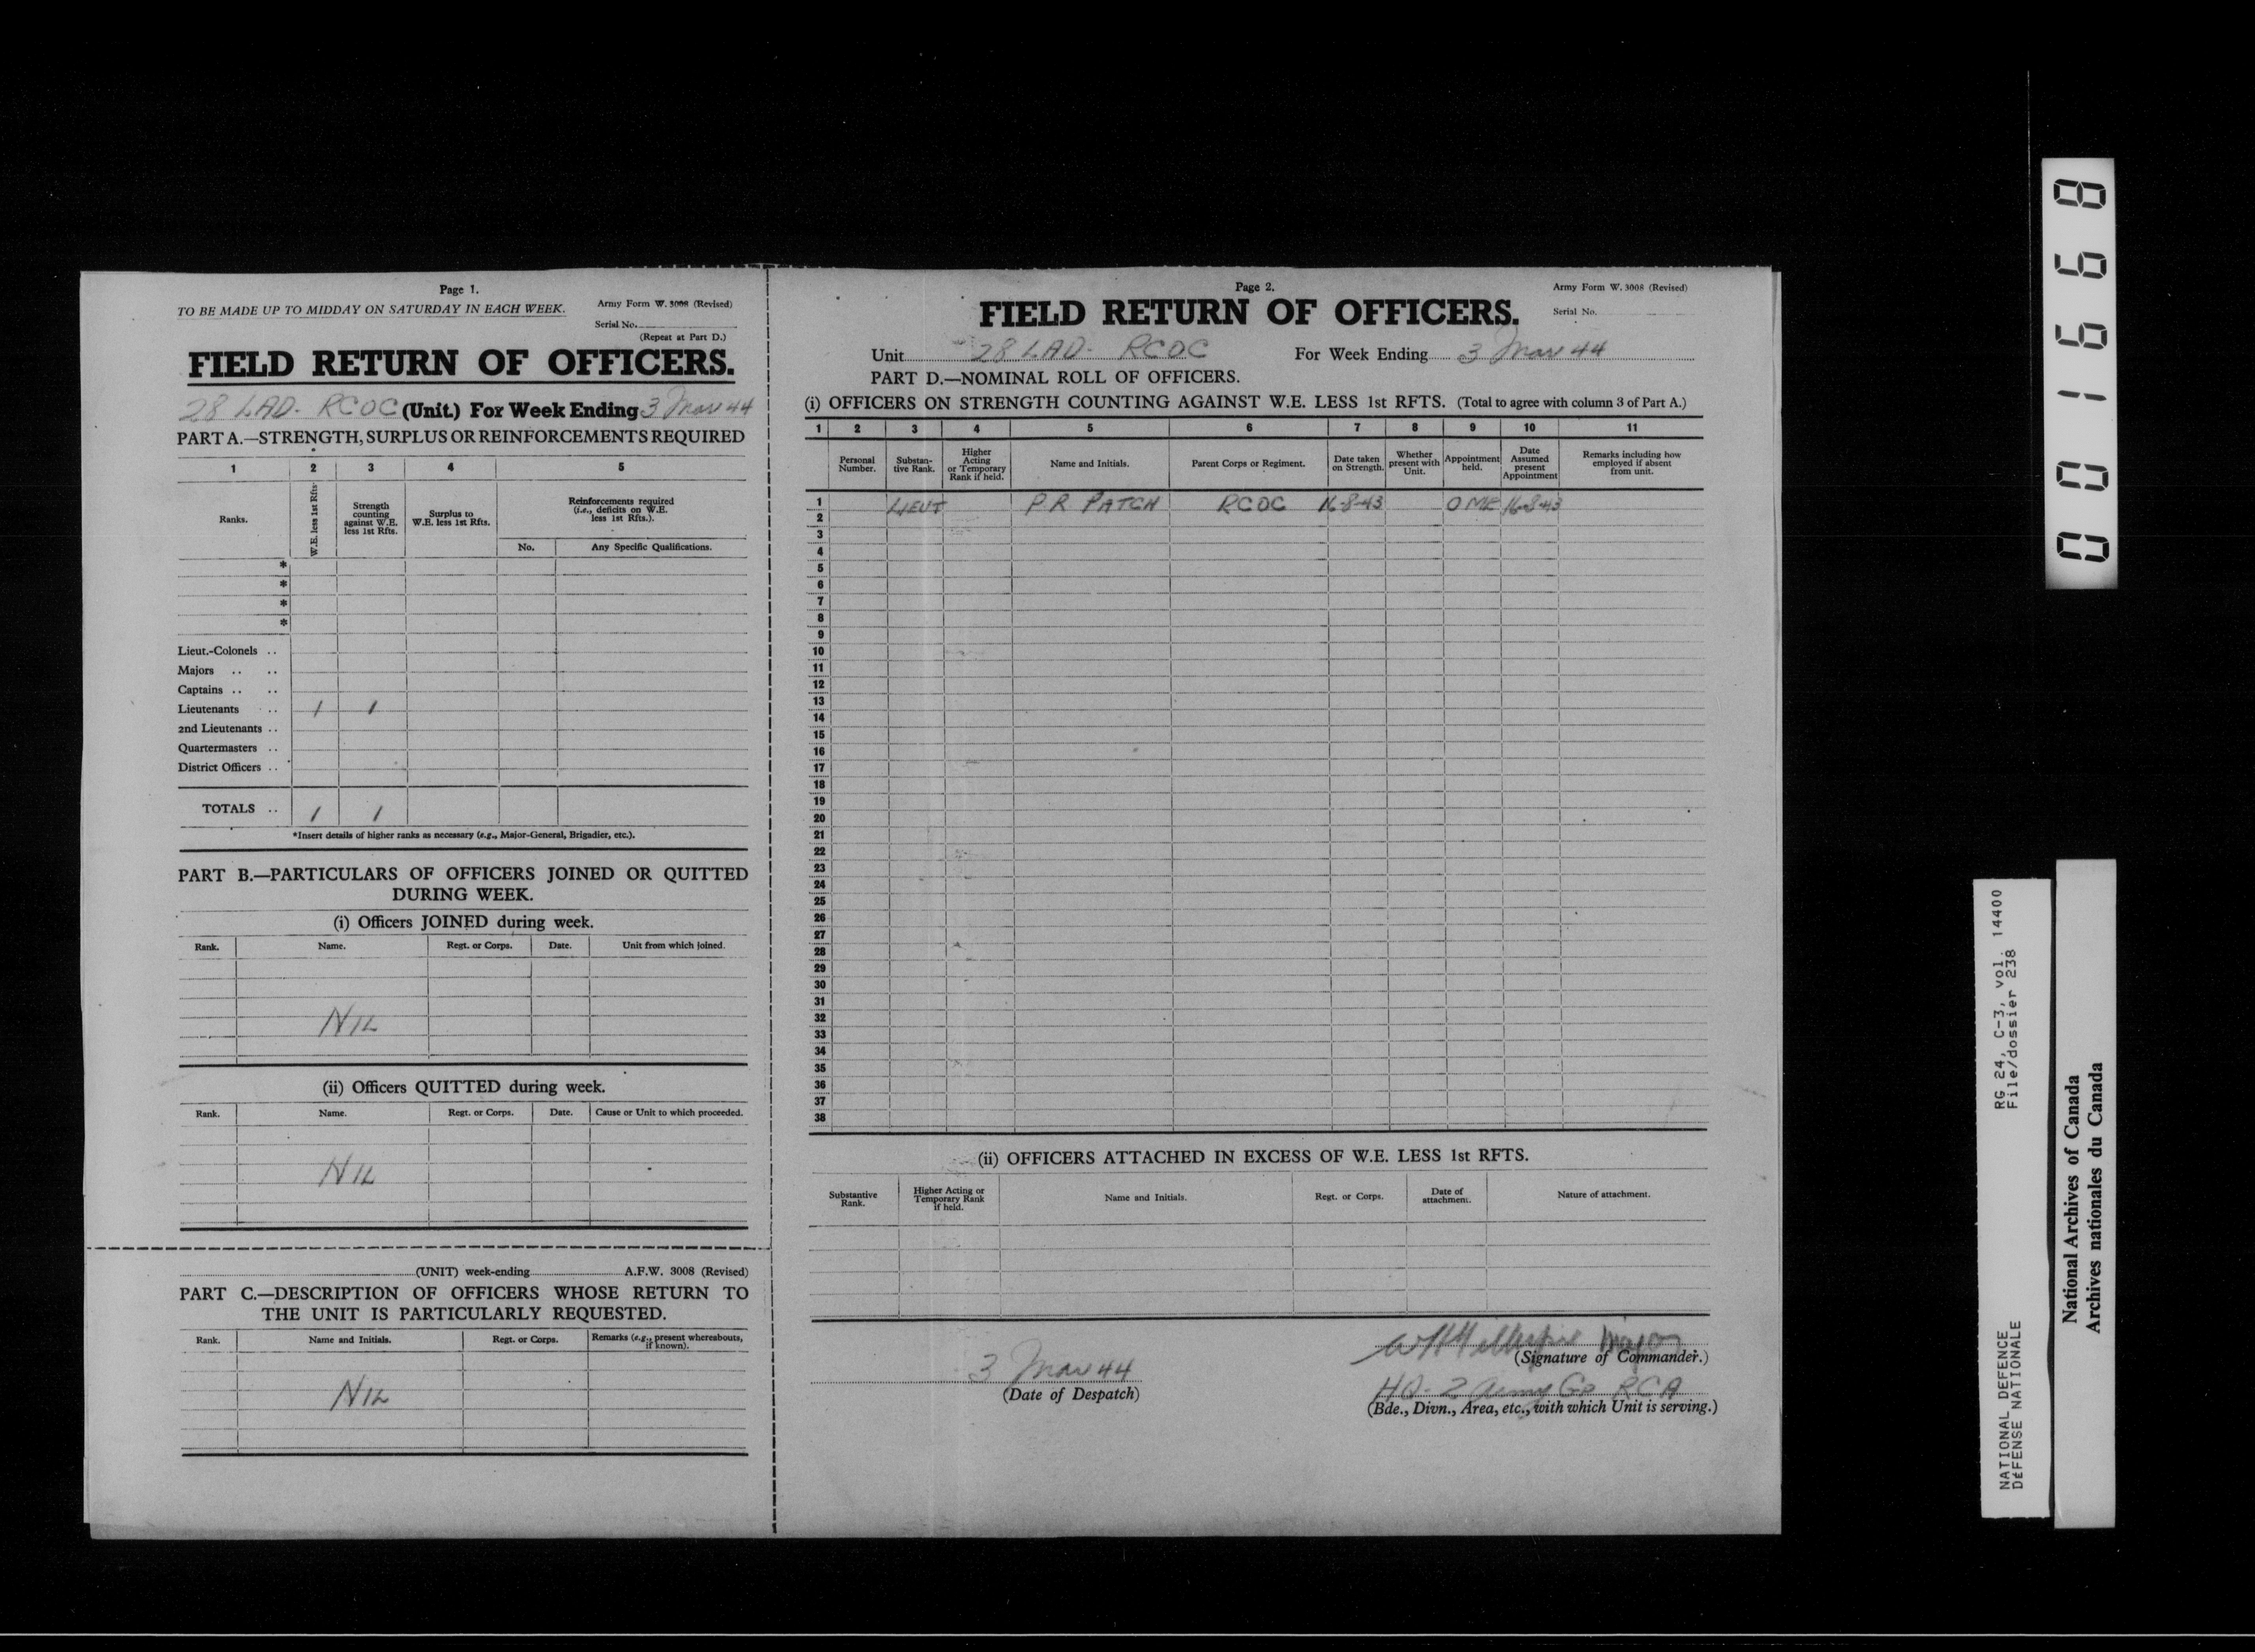 Page 1.
TO BE MADE UP TO MIDDAY ON SATURDAY IN EACH WEEK.
Army Form W. 3008 (Revised)
Serial No.
(Repeat at Part D.)
FIELD RETURN OF OFFICERS.
28 LAD. RCOC (Unit.) For Week Ending 3 Mar 44
PART A.—STRENGTH, SURPLUS OR REINFORCEMENTS REQUIRED
1 2 3 4 5
Ranks.
W.E. less 1st Rfts.
Strength counting against W.E. less 1st Rfts.
Surplus to W.E. less 1st Rfts.
Reinforcements required (i.e., deficits on W.E. less 1st Rfts.).
No. Any Specific Qualifications.
*
*
*
*
Lieut.-Colonels ..
Majors .. ..
Captains .. ..
Lieutenants .. 1 1
2nd Lieutenants ..
Quartermasters ..
District Officers ..
TOTALS .. 1 1
*Insert details of higher ranks as necessary (e.g., Major-General, Brigadier, etc.).
PART B.—PARTICULARS OF OFFICERS JOINED OR QUITTED
DURING WEEK.
(i) Officers JOINED during week.
Rank. Name. Regt. or Corps. Date. Unit from which joined.
NIL
(ii) Officers QUITTED during week.
Rank. Name. Regt. or Corps. Date. Cause or Unit to which proceeded.
NIL
(UNIT) week-ending A.F.W. 3008 (Revised)
PART C.—DESCRIPTION OF OFFICERS WHOSE RETURN TO
THE UNIT IS PARTICULARLY REQUESTED.
Rank. Name and Initials. Regt. or Corps. Remarks (e.g., present whereabouts, if known).
NIL
Page 2.
Army Form W. 3008 (Revised)
FIELD RETURN OF OFFICERS.
Serial No.
Unit 28 LAD. RCOC For Week Ending 3 Mar 44
PART D.—NOMINAL ROLL OF OFFICERS.
(i) OFFICERS ON STRENGTH COUNTING AGAINST W.E. LESS 1st RFTS. (Total to agree with column 3 of Part A.)
1 2 3 4 5 6 7 8 9 10 11
Personal Number.
Substan-tive Rank.
Higher Acting or Temporary Rank if held.
Name and Initials.
Parent Corps or Regiment.
Date taken on Strength.
Whether present with Unit.
Appointment held.
Date Assumed present Appointment
Remarks including how employed if absent from unit.
1 LIEUT P.R PATCH RCOC 16-8-43 OME 16-8-43
2
3
4
5
6
7
8
9
10
11
12
13
14
15
16
17
18
19
20
21
22
23
24
25
26
27
28
29
30
31
32
33
34
35
36
37
38
(ii) OFFICERS ATTACHED IN EXCESS OF W.E. LESS 1st RFTS.
Substantive Rank.
Higher Acting or Temporary Rank if held.
Name and Initials.
Regt. or Corps.
Date of attachment.
Nature of attachment.
3 Mar 44
(Date of Despatch)
Major
(Signature of Commander.)
HQ. 2 Army Gp RCA
(Bde., Divn., Area, etc., with which Unit is serving.)
001668
RG 24, C-3, vol. 14400
File/dossier 238
NATIONAL DEFENCE
DéFENSE NATIONALE
National Archives of Canada
Archives nationales du Canada